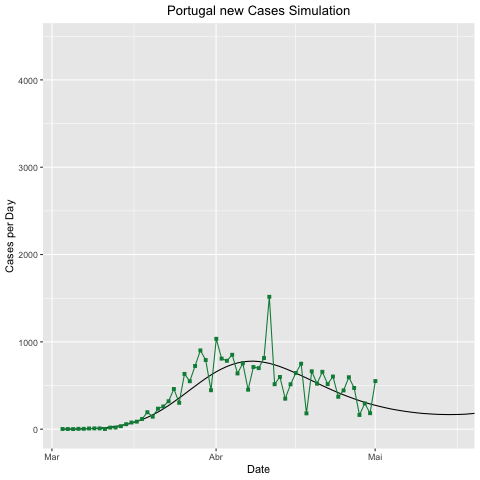 Portugal new Cases Simulation
Cases per Day
4000
3000
2000
1000
0
Mar
Abr
Mai
Date